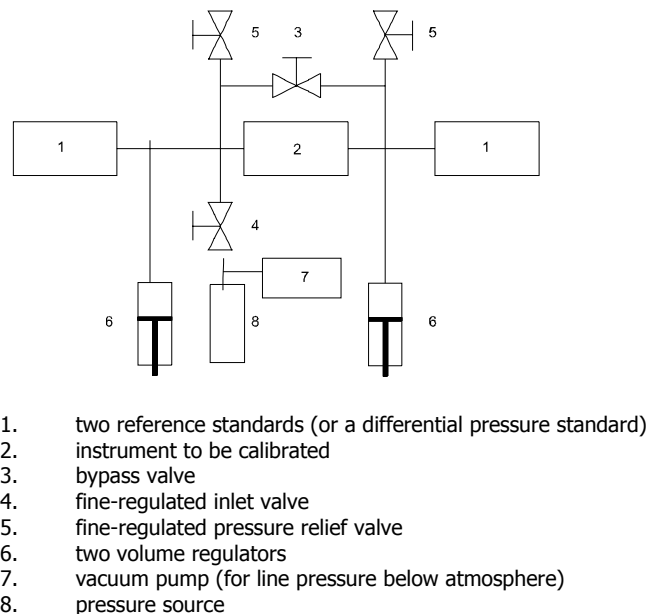 5 3 5
1 2 1
4
7
6 8 6
1. two reference standards (or a differential pressure standard)
2. instrument to be calibrated
3. bypass valve
4. fine-regulated inlet valve
5. fine-regulated pressure relief valve
6. two volume regulators
7. vacuum pump (for line pressure below atmosphere)
8. pressure source